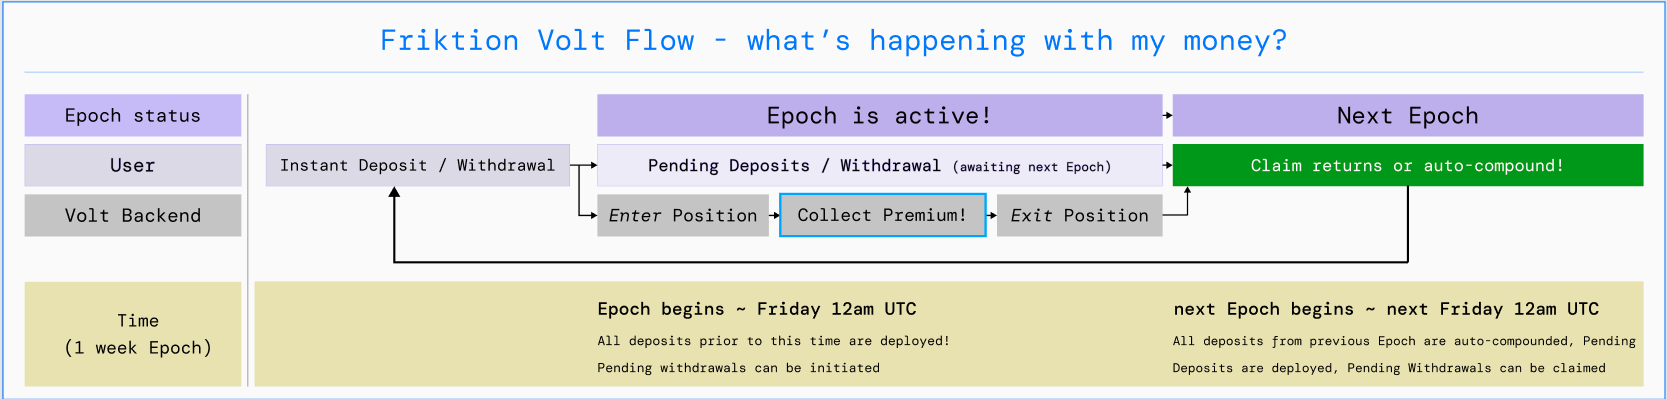 Friktion Volt Flow - what's happening with my money?
Epoch status
Epoch is active!
Next Epoch
User
Instant Deposit / Withdrawal
Pending Deposits / Withdrawal (awaiting next Epoch)
Claim returns or auto-compound!
Volt Backend
Enter Position
Collect Premium!
Exit Position
Time
(1 week Epoch)
Epoch begins ~ Friday 12am UTC
All deposits prior to this time are deployed!
Pending withdrawals can be initiated
next Epoch begins ~ next Friday 12am UTC
All deposits from previous Epoch are auto-compounded, Pending
Deposits are deployed, Pending Withdrawals can be claimed